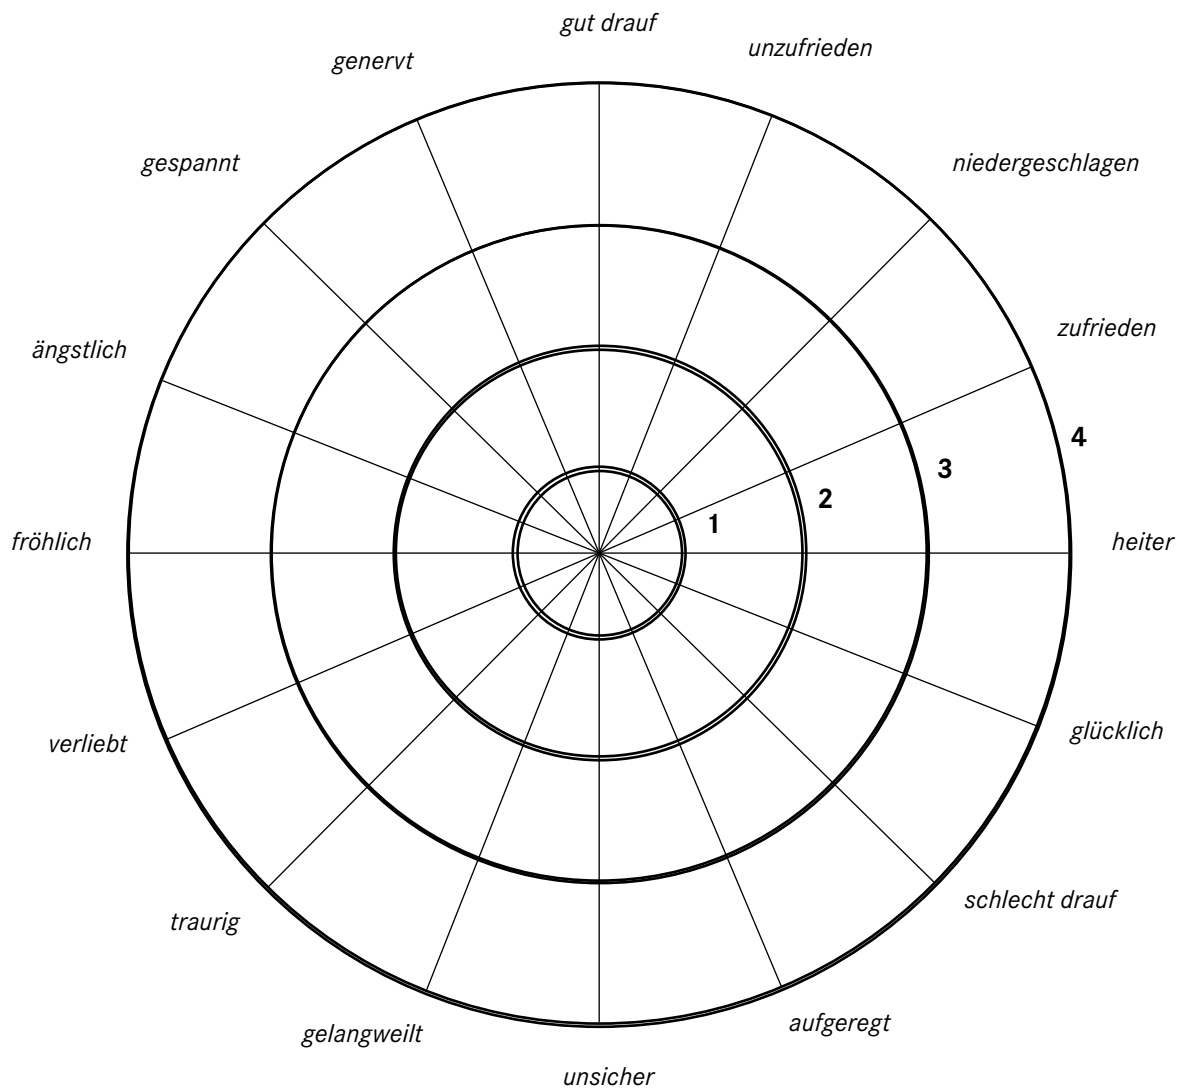 gut drauf
unzufrieden
genervt
gespannt
niedergeschlagen
zufrieden
ängstlich
4
3
2
1
fröhlich
heiter
glücklich
verliebt
schlecht drauf
traurig
aufgeregt
gelangweilt
unsicher